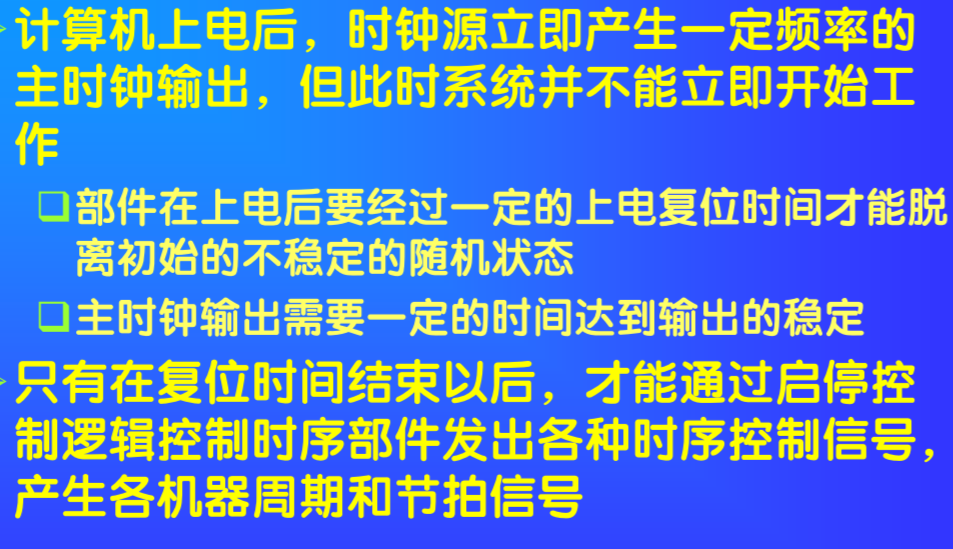 计算机上电后，时钟源立即产生一定频率的
主时钟输出，但此时系统并不能立即开始工
作
部件在上电后要经过一定的上电复位时间才能脱
离初始的不稳定的随机状态
主时钟输出需要一定的时间达到输出的稳定
只有在复位时间结束以后，才能通过启停控
制逻辑控制时序部件发出各种时序控制信号，
产生各机器周期和节拍信号